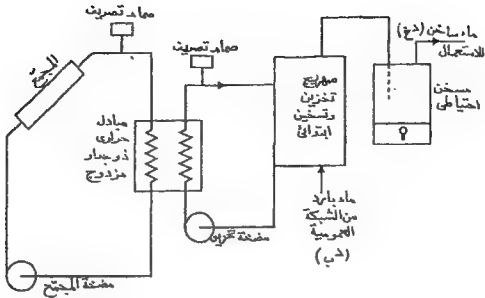 صمام تصريف
المجمع
صمام تصريف
ماء ساخن (دخ)
للاستعمال
صهريج
تخزين
وتسخين
ابتدائي
مسخن
احتياطي
مبادل
حراري
ذو جدار
مزدوج
ماء بارد
من الشبكة
العمومية
مضخة تخزين
مضخة المجمع